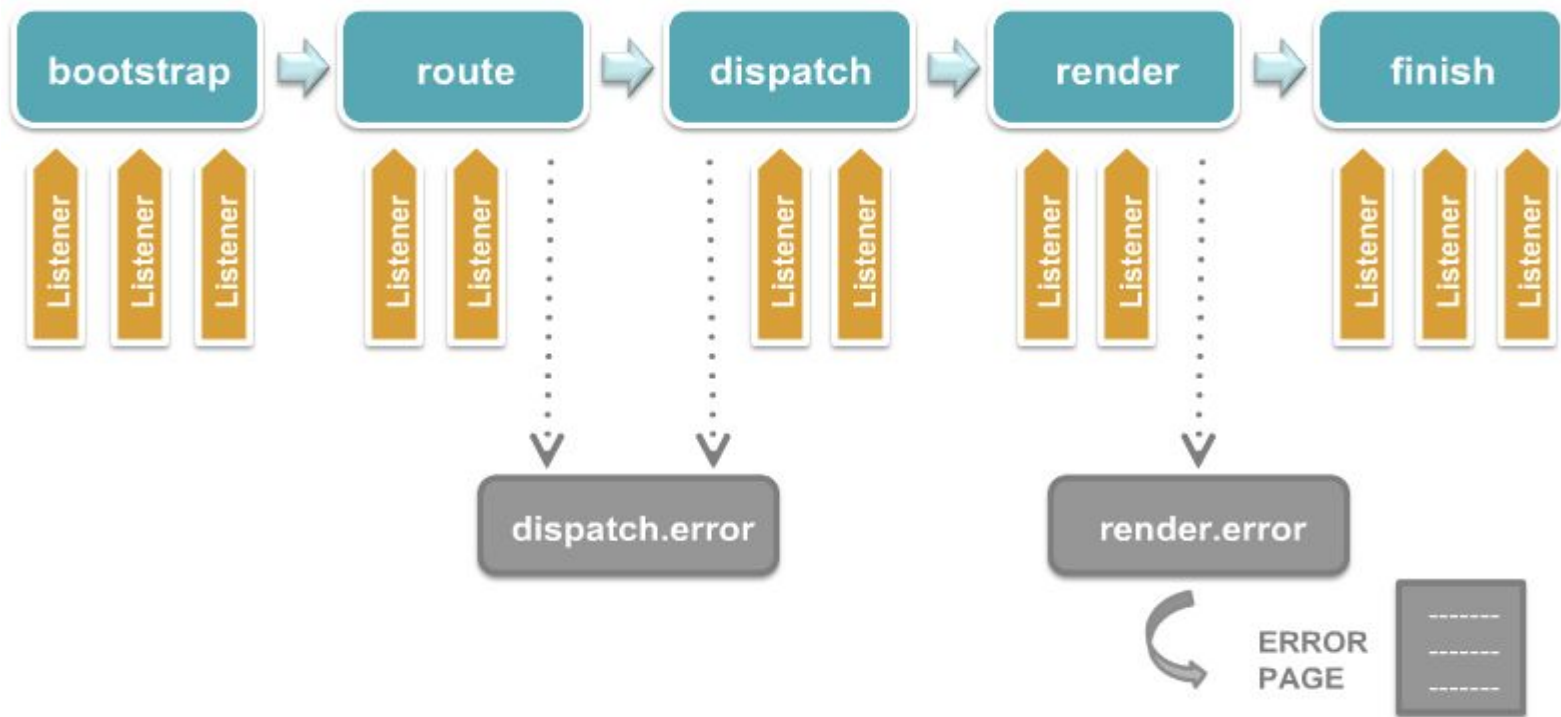 bootstrap
route
dispatch
render
finish
Listener
Listener
Listener
Listener
Listener
Listener
Listener
Listener
Listener
Listener
Listener
Listener
dispatch.error
render.error
ERROR
PAGE
-------
-------
-------